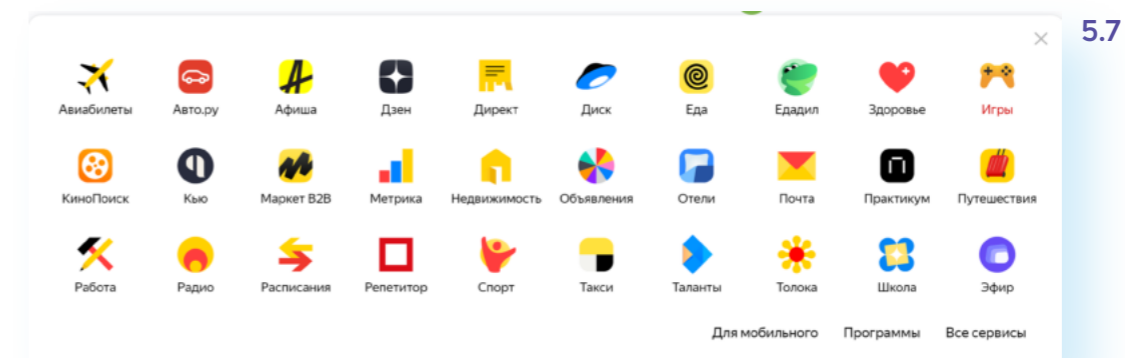 5.7
Авиабилеты Авто.ру Афиша Дзен Директ Диск Еда Едадил Здоровье Игры
КиноПоиск Кью Маркет B2B Метрика Недвижимость Объявления Отели Почта Практикум Путешествия
Работа Радио Расписания Репетитор Спорт Такси Таланты Толока Школа Эфир
Для мобильного Программы Все сервисы